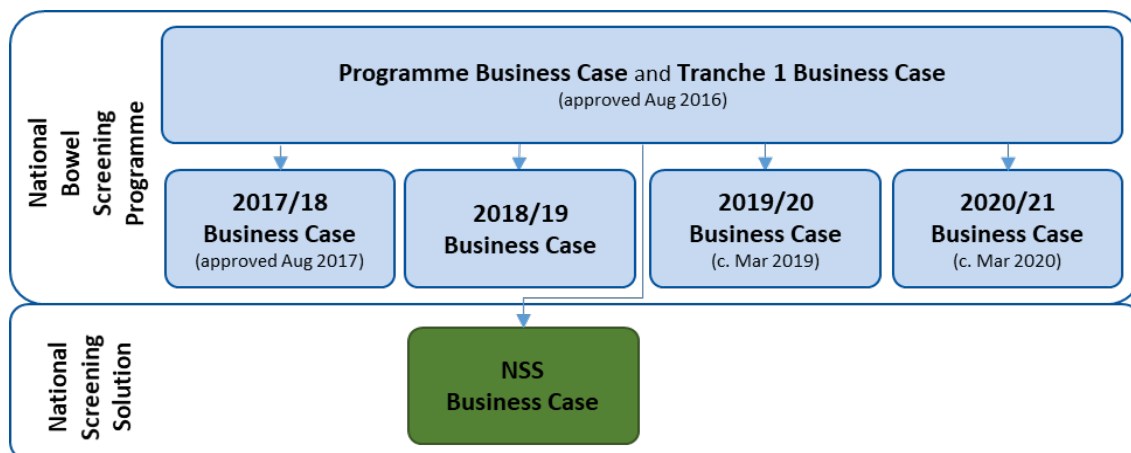 National
Bowel
Screening
Programme
Programme Business Case and Tranche 1 Business Case
(approved Aug 2016)
2017/18
Business Case
(approved Aug 2017)
2018/19
Business Case
2019/20
Business Case
(c. Mar 2019)
2020/21
Business Case
(c. Mar 2020)
National
Screening
Solution
NSS
Business Case